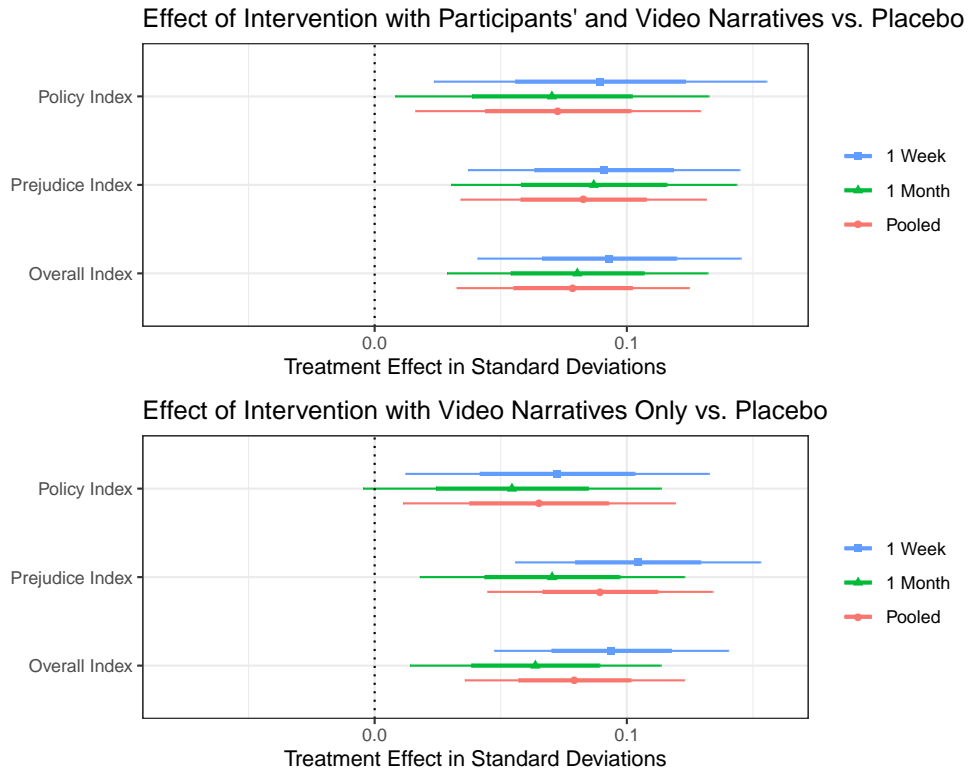 Effect of Intervention with Participants' and Video Narratives vs. Placebo
Policy Index
Prejudice Index
Overall Index
1 Week
1 Month
Pooled
0.0
0.1
Treatment Effect in Standard Deviations
Effect of Intervention with Video Narratives Only vs. Placebo
Policy Index
Prejudice Index
Overall Index
1 Week
1 Month
Pooled
0.0
0.1
Treatment Effect in Standard Deviations